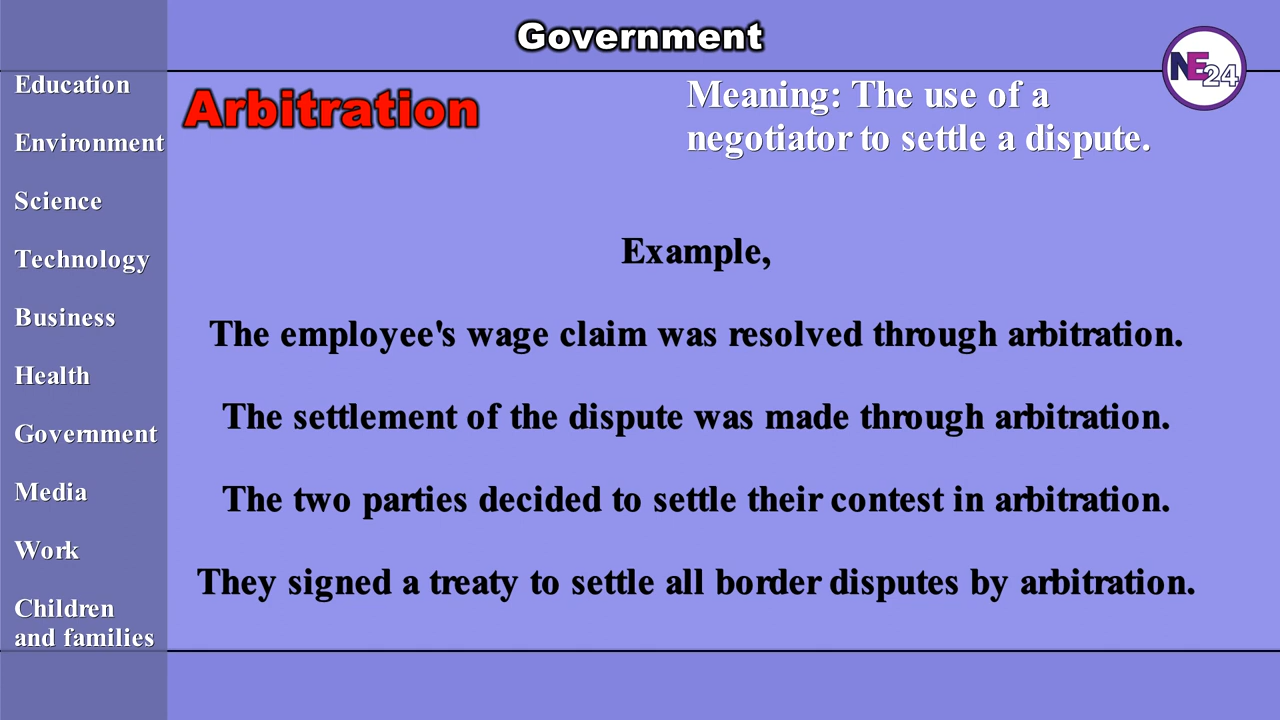 Government
NE24
Education
Environment
Science
Technology
Business
Health
Government
Media
Work
Children
and families
Arbitration
Meaning: The use of a
negotiator to settle a dispute.
Example,
The employee's wage claim was resolved through arbitration.
The settlement of the dispute was made through arbitration.
The two parties decided to settle their contest in arbitration.
They signed a treaty to settle all border disputes by arbitration.